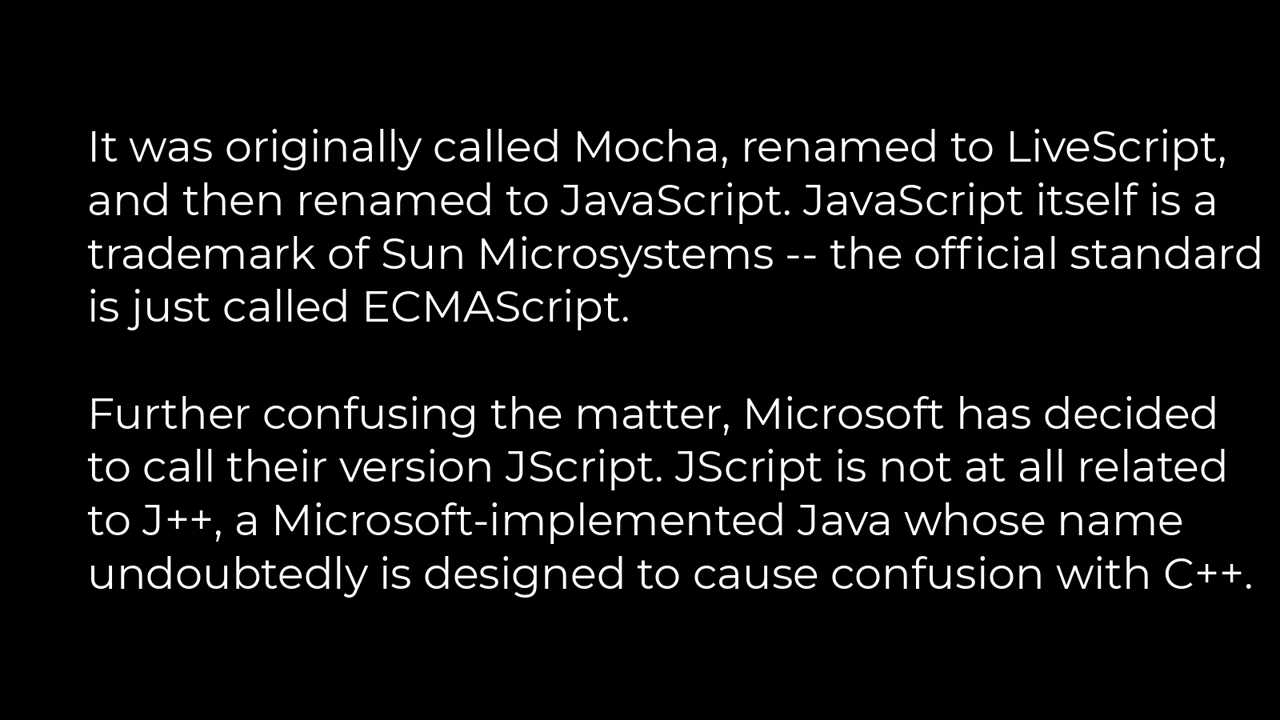 It was originally called Mocha, renamed to LiveScript,
and then renamed to JavaScript. JavaScript itself is a
trademark of Sun Microsystems -- the official standard
is just called ECMAScript.
Further confusing the matter, Microsoft has decided
to call their version JScript. JScript is not at all related
to J++, a Microsoft-implemented Java whose name
undoubtedly is designed to cause confusion with C++.